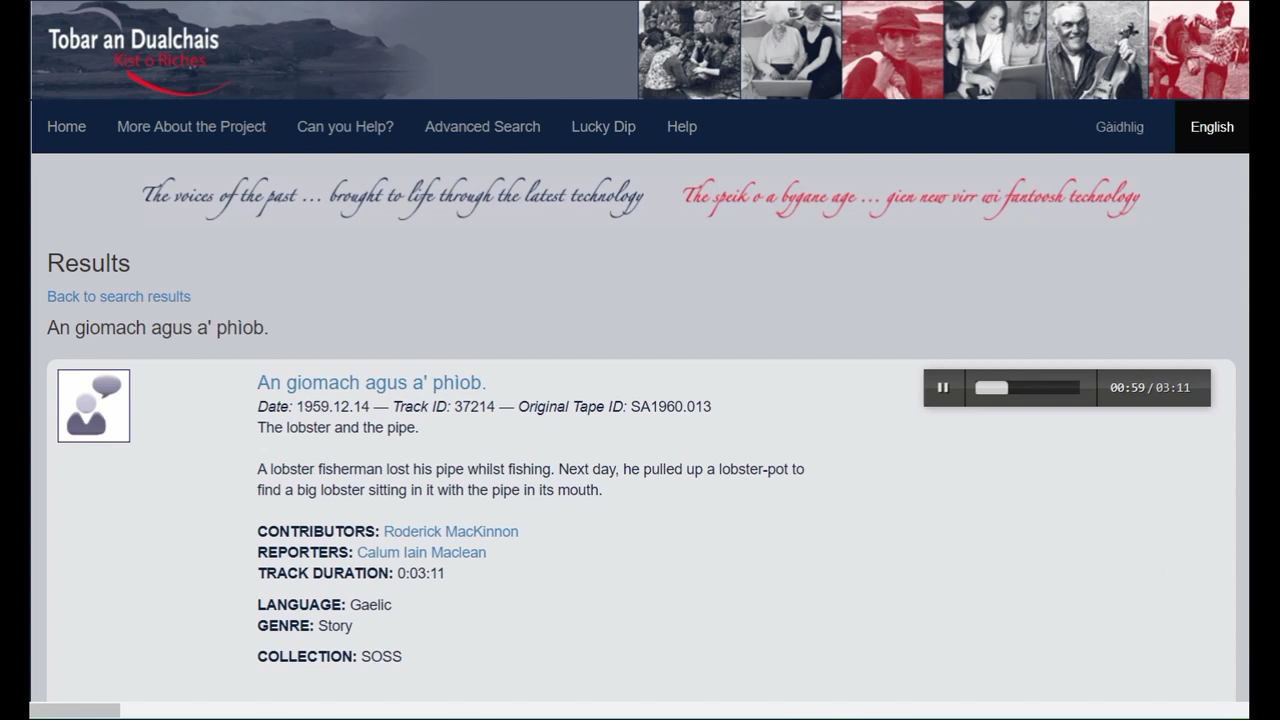 Tobar an Dualchais
Kist o Riches
Home More About the Project Can you Help? Advanced Search Lucky Dip Help Gàidhlig English
The voices of the past ... brought to life through the latest technology The speik o a bygane age ... gien new virr wi fantoosh technology
Results
Back to search results
An giomach agus a' phìob.
An giomach agus a' phìob.
Date: 1959.12.14 — Track ID: 37214 — Original Tape ID: SA1960.013
00:59 / 03:11
The lobster and the pipe.
A lobster fisherman lost his pipe whilst fishing. Next day, he pulled up a lobster-pot to
find a big lobster sitting in it with the pipe in its mouth.
CONTRIBUTORS: Roderick MacKinnon
REPORTERS: Calum Iain Maclean
TRACK DURATION: 0:03:11
LANGUAGE: Gaelic
GENRE: Story
COLLECTION: SOSS